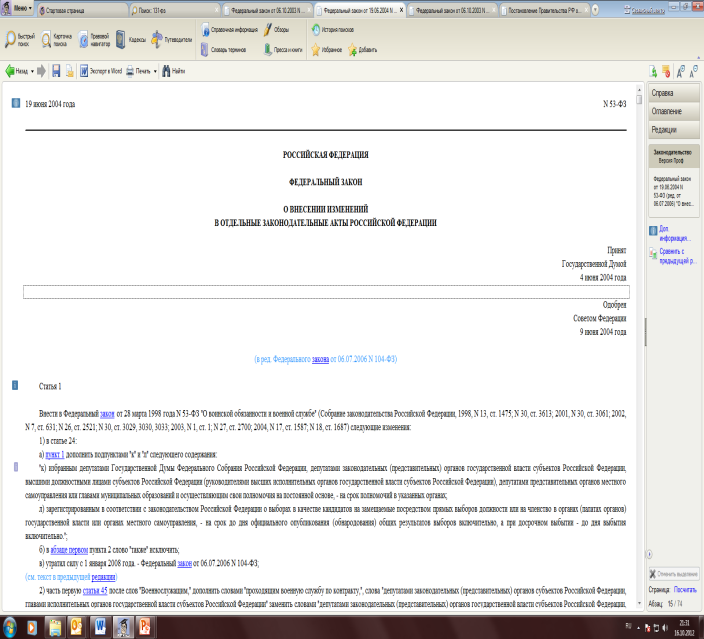 Меню
Стартовая страница
Поиск: 131-фз
Федеральный закон от 06.10.2003 N ...
Федеральный закон от 19.06.2004 N ...
Федеральный закон от 06.10.2003 N ...
Постановление Правительства РФ о...
Быстрый поиск
Карточка поиска
Правовой навигатор
Кодексы
Путеводители
Справочная информация
Словарь терминов
Обзоры
Пресса и книги
История поисков
Избранное
Добавить
Назад
Экспорт в Word
Печать
Найти
19 июня 2004 года N 53-ФЗ
РОССИЙСКАЯ ФЕДЕРАЦИЯ
ФЕДЕРАЛЬНЫЙ ЗАКОН
О ВНЕСЕНИИ ИЗМЕНЕНИЙ
В ОТДЕЛЬНЫЕ ЗАКОНОДАТЕЛЬНЫЕ АКТЫ РОССИЙСКОЙ ФЕДЕРАЦИИ
Принят
Государственной Думой
4 июня 2004 года
Одобрен
Советом Федерации
9 июня 2004 года
(в ред. Федерального закона от 06.07.2006 N 104-ФЗ)
Статья 1
Внести в Федеральный закон от 28 марта 1998 года N 53-ФЗ "О воинской обязанности и военной службе" (Собрание законодательства Российской Федерации, 1998, N 13, ст. 1475; N 30, ст. 3613; 2001, N 30, ст. 3061; 2002,
N 7, ст. 631; N 26, ст. 2521; N 30, ст. 3029, 3030, 3033; 2003, N 1, ст. 1; N 27, ст. 2700; 2004, N 17, ст. 1587; N 18, ст. 1687) следующие изменения:
1) в статье 24:
а) пункт 1 дополнить подпунктами "к" и "л" следующего содержания:
"к) избранным депутатами Государственной Думы Федерального Собрания Российской Федерации, депутатами законодательных (представительных) органов государственной власти субъектов Российской Федерации,
высшими должностными лицами субъектов Российской Федерации (руководителями высших исполнительных органов государственной власти субъектов Российской Федерации), депутатами представительных органов местного
самоуправления или главами муниципальных образований и осуществляющим свои полномочия на постоянной основе, - на срок полномочий в указанных органах;
л) зарегистрированным в соответствии с законодательством Российской Федерации о выборах в качестве кандидатов на замещаемые посредством прямых выборов должности или на членство в органах (палатах органов)
государственной власти или органах местного самоуправления, - на срок до дня официального опубликования (обнародования) общих результатов выборов включительно, а при досрочном выбытии - до дня выбытия
включительно.";
б) в абзаце первом пункта 2 слово "такие" исключить;
в) утратил силу с 1 января 2008 года. - Федеральный закон от 06.07.2006 N 104-ФЗ;
(см. текст в предыдущей редакции)
2) часть первую статьи 45 после слов "Военнослужащим," дополнить словами "проходящим военную службу по контракту,", слова "депутатами законодательных (представительных) органов субъектов Российской Федерации,
главами исполнительных органов государственной власти субъектов Российской Федерации" заменить словами "депутатами законодательных (представительных) органов государственной власти субъектов Российской Федерации,
Справка
Оглавление
Редакции
Законодательство
Версия Проф
Федеральный закон
от 19.06.2004 N
53-ФЗ (ред. от
06.07.2006) "О внес...
Доп.
информация...
Сравнить с
предыдущей р...
Отменить выделение
Страница: Посчитать
Абзац: 15 / 74
RU
21:31
16.10.2012